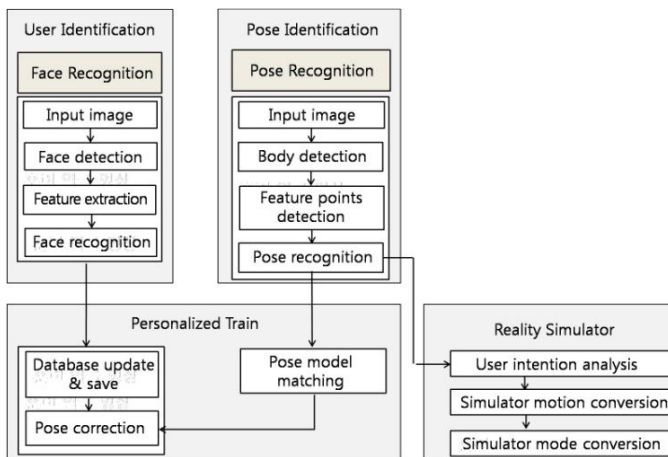 User Identification
Face Recognition
Input image
Face detection
Feature extraction
Face recognition
Pose Identification
Pose Recognition
Input image
Body detection
Feature points
detection
Pose recognition
Personalized Train
Database update
& save
Pose correction
Pose model
matching
Reality Simulator
User intention analysis
Simulator motion conversion
Simulator mode conversion